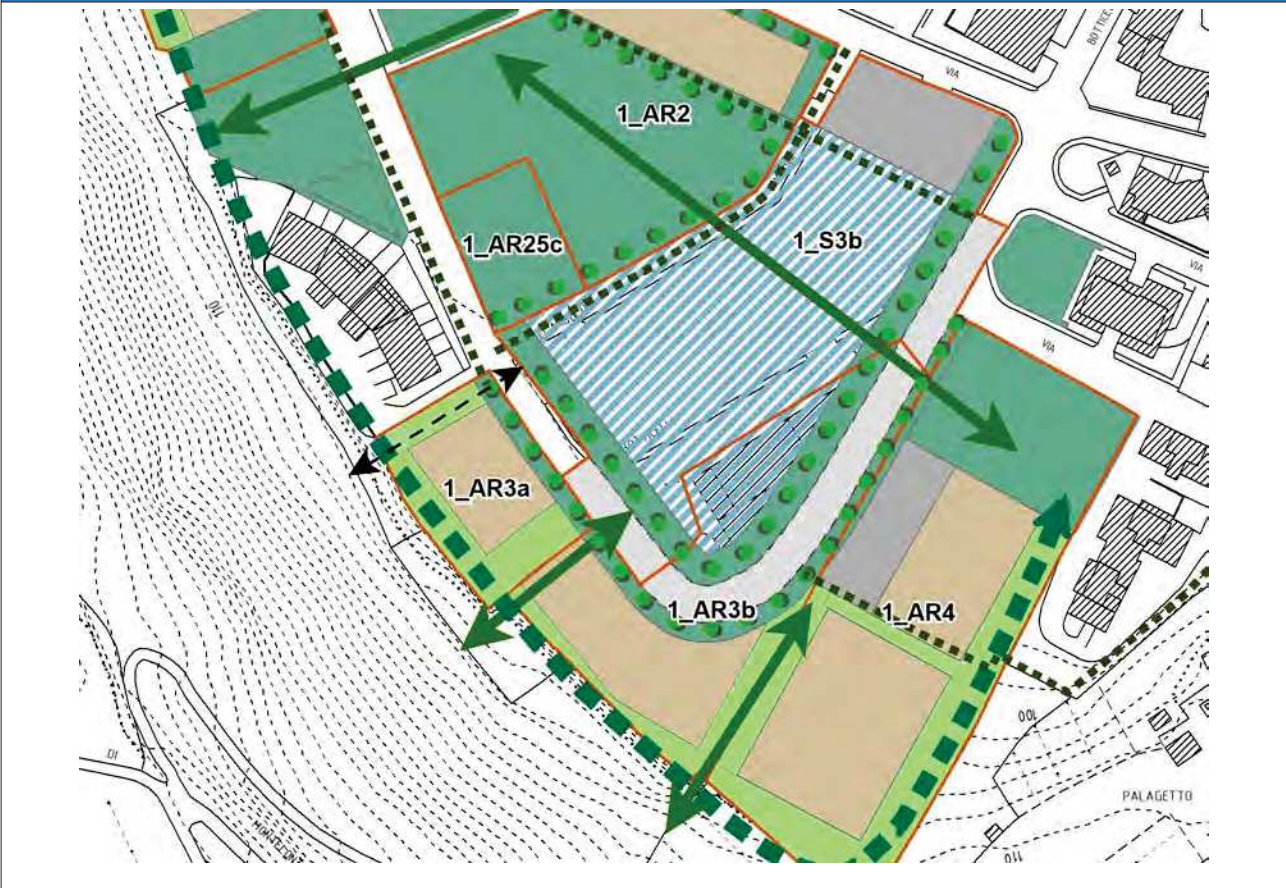 BOTTICE
VIA
1_AR2
1_AR25c
1_S3b
VIA
VIA
110
1_AR3a
1_AR3b
1_AR4
100
DI
PALAGETTO
110